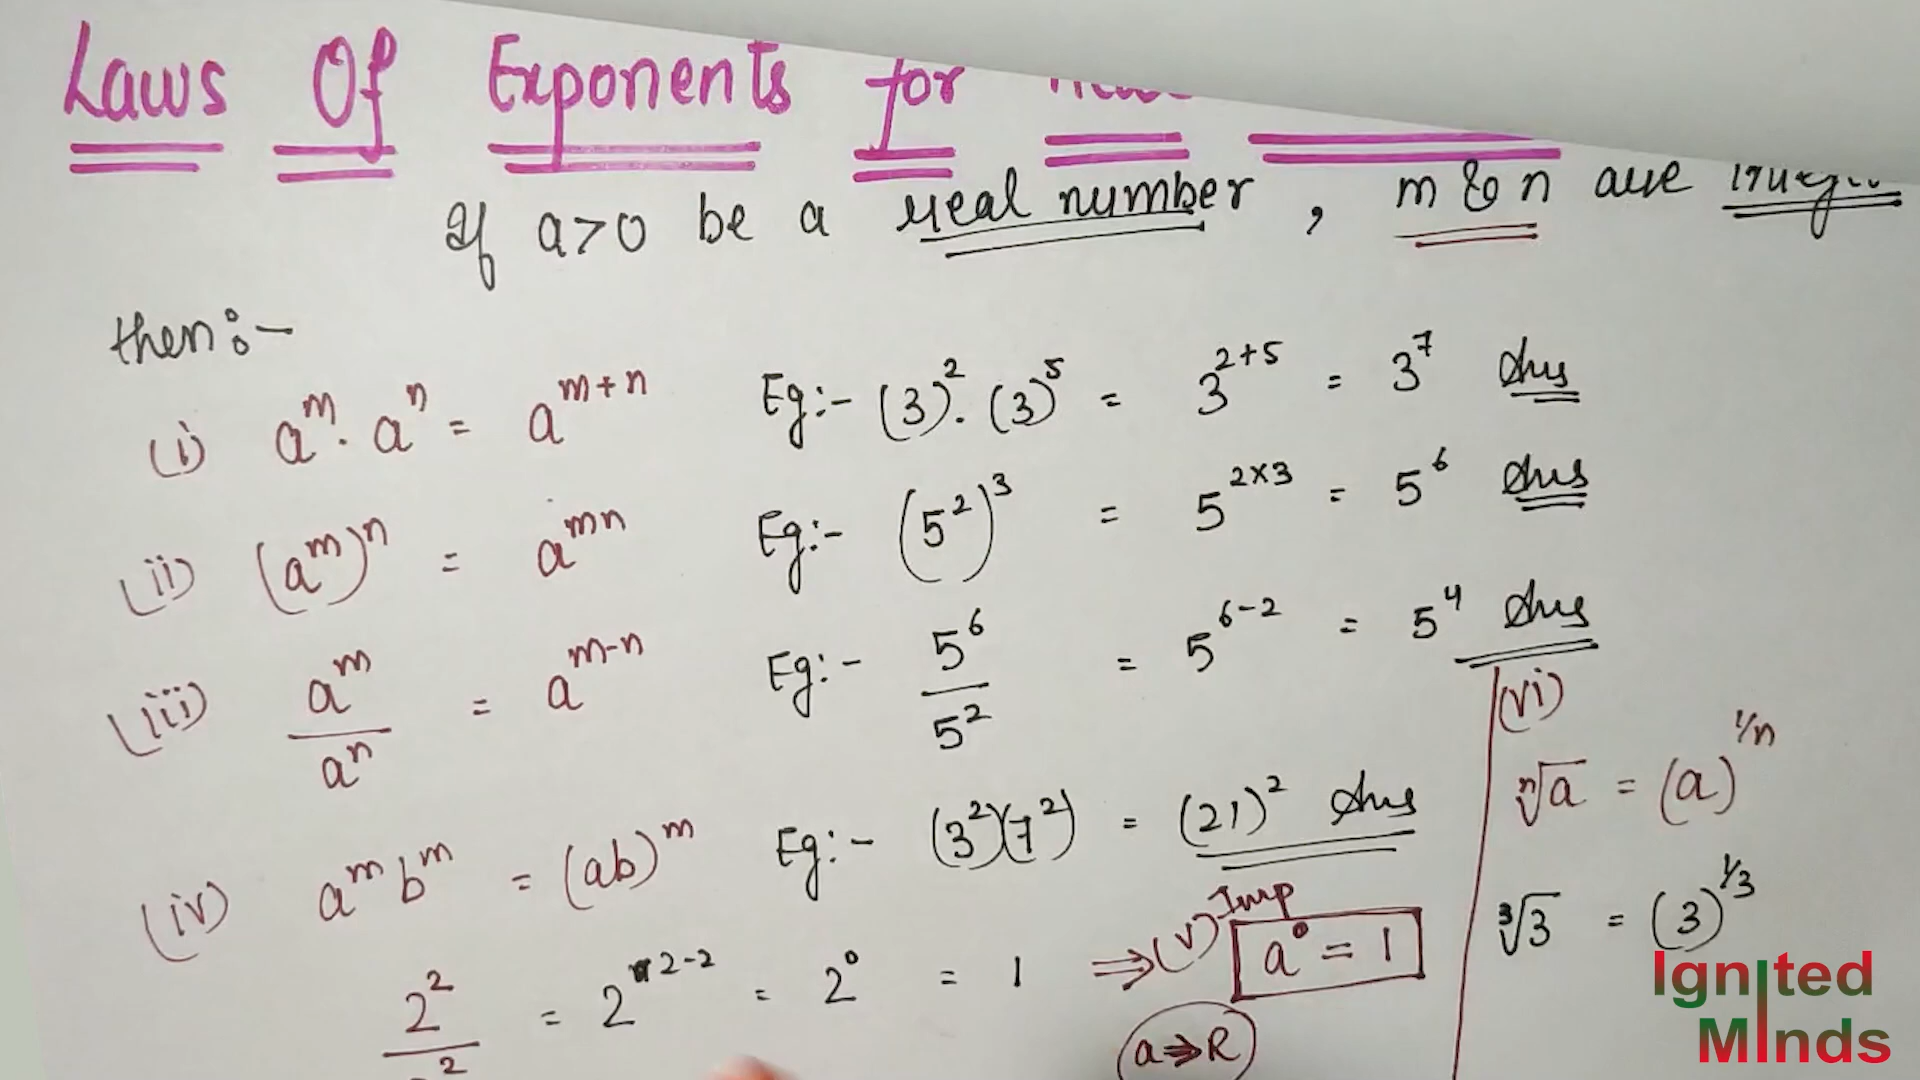 Laws Of Exponents for
If a>0 be a real number, m & n are
then:-
(i) a^m . a^n = a^(m+n) Eg:- (3)^2 . (3)^5 = 3^(2+5) = 3^7 Ans
(ii) (a^m)^n = a^(mn) Eg:- (5^2)^3 = 5^(2×3) = 5^6 Ans
(iii) a^m/a^n = a^(m-n) Eg:- 5^6/5^2 = 5^(6-2) = 5^4 Ans
(iv) a^m b^m = (ab)^m Eg:- (3^2)(7^2) = (21)^2 Ans
2^2/ 2 = 2^(2-2) = 2^0 = 1 ⇒ (v) Imp a^0 = 1
a⇒R
(vi)
ⁿ√a = (a)^(1/n)
³√3 = (3)^(1/3)
Ignited
Minds